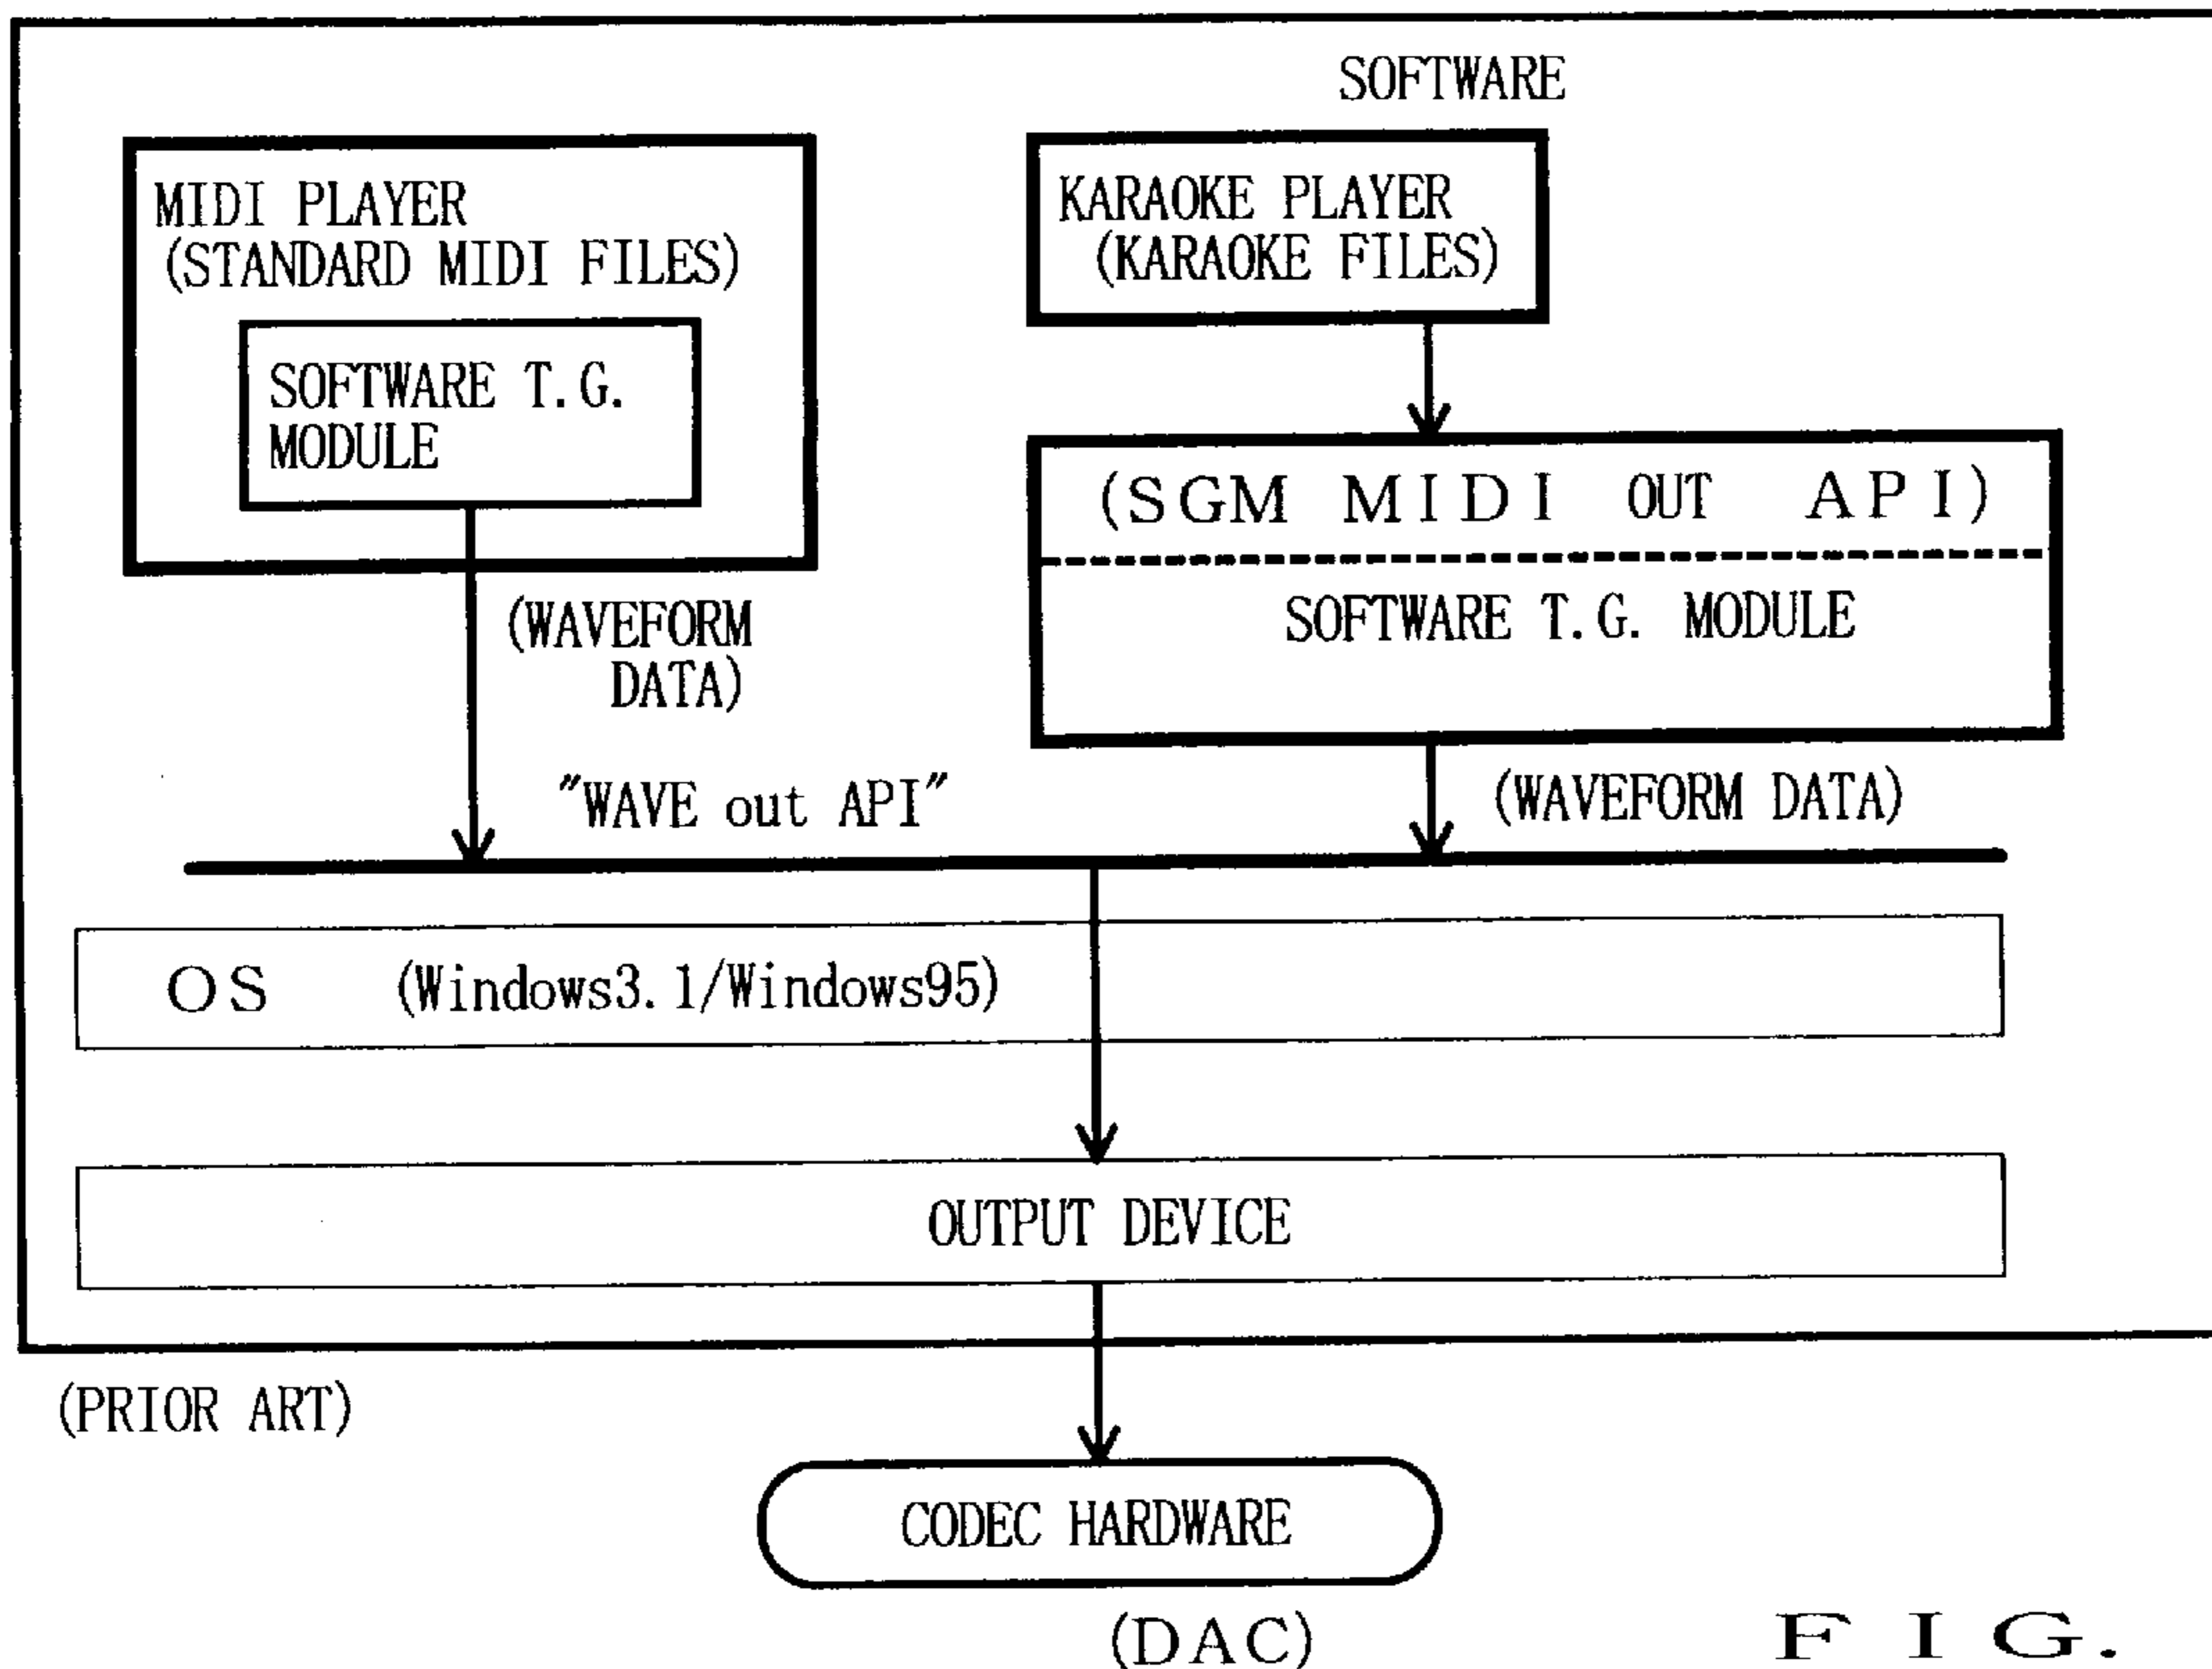 SOFTWARE
MIDI PLAYER
(STANDARD MIDI FILES)
SOFTWARE T.G.
MODULE
KARAOKE PLAYER
(KARAOKE FILES)
(SGM MIDI OUT API)
SOFTWARE T.G. MODULE
(WAVEFORM
DATA)
"WAVE out API"
(WAVEFORM DATA)
OS (Windows3.1/Windows95)
OUTPUT DEVICE
(PRIOR ART)
CODEC HARDWARE
(DAC)
FIG.